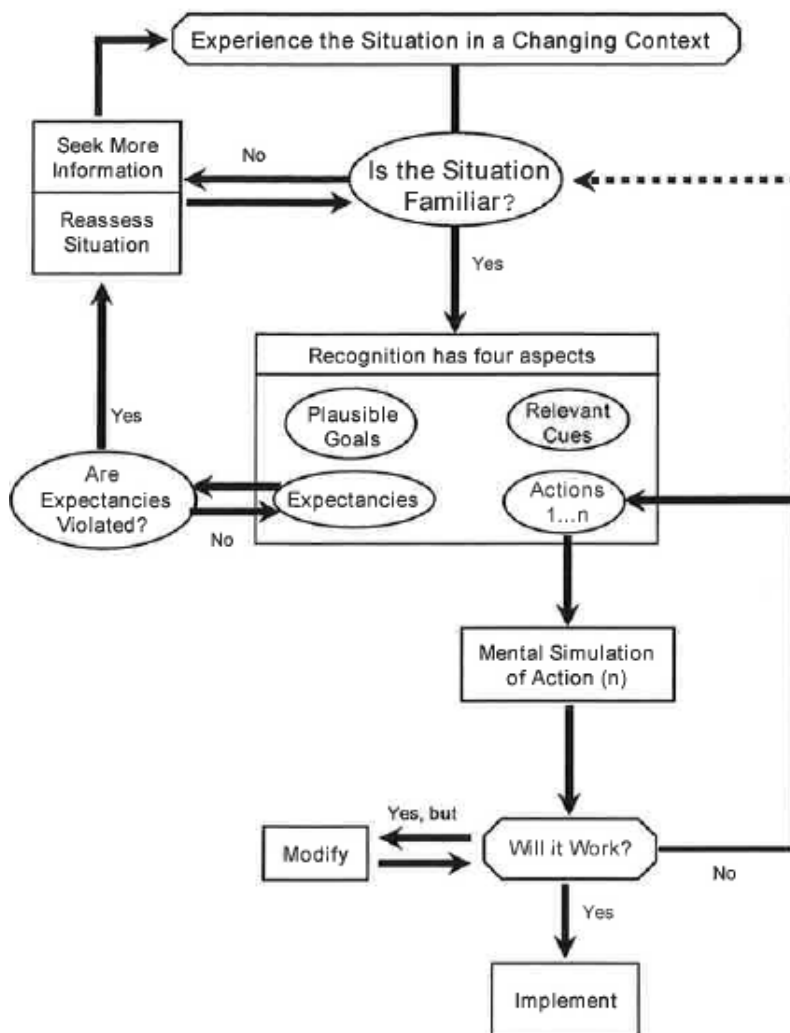 Experience the Situation in a Changing Context
Seek More
Information
No
Is the Situation
Familiar?
Reassess
Situation
Yes
Recognition has four aspects
Plausible
Goals
Relevant
Cues
Yes
Are
Expectancies
Violated?
Expectancies
Actions
1...n
No
Mental Simulation
of Action (n)
Yes, but
Modify
Will it Work?
No
Yes
Implement